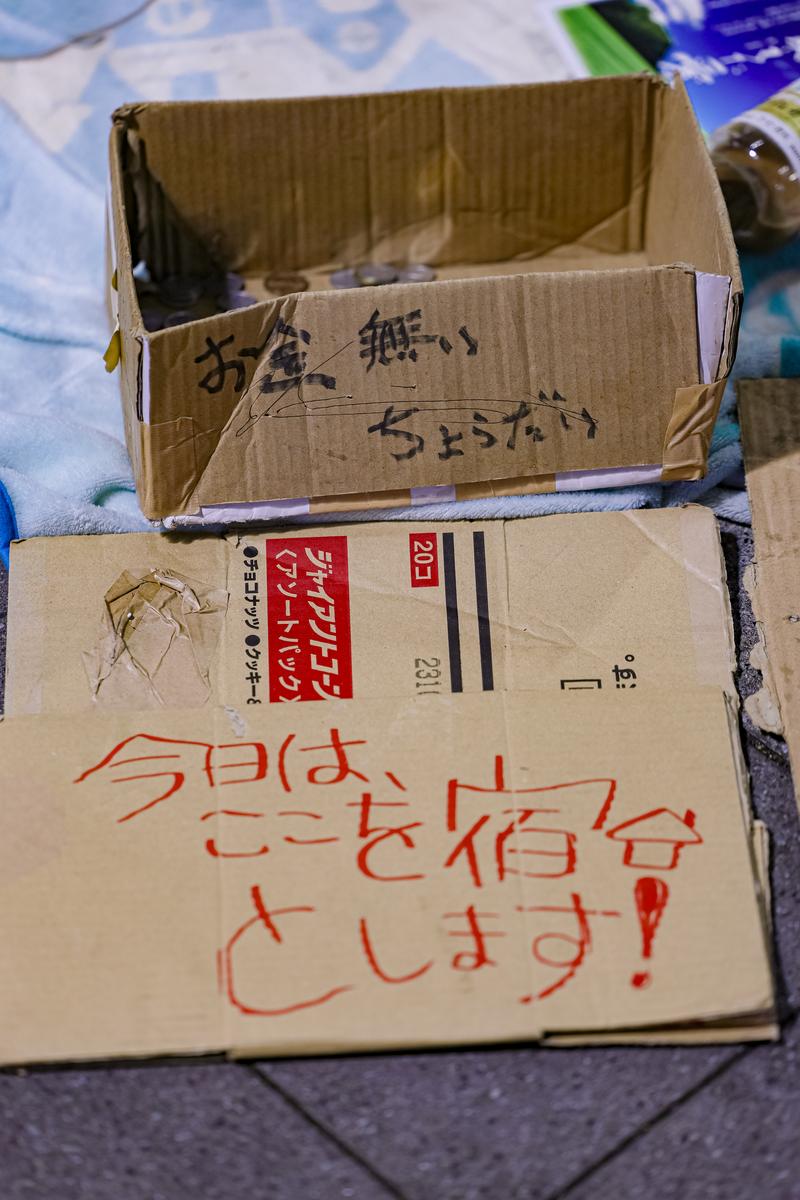 お金 無い
ちょうだい
ジャイアントコーン
〈アソートパック〉
●チョコナッツ ●クッキー&
20コ
231
今日は、
ここを宿
とします!